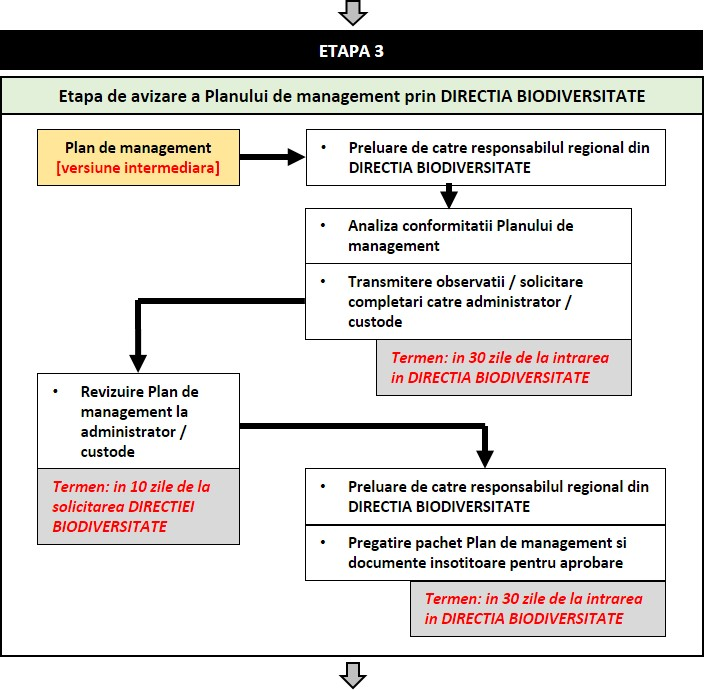 ETAPA 3
Etapa de avizare a Planului de management prin DIRECTIA BIODIVERSITATE
Plan de management
[versiune intermediara]
• Preluare de catre responsabilul regional din
DIRECTIA BIODIVERSITATE
• Analiza conformitatii Planului de
management
• Transmitere observatii / solicitare
completari catre administrator /
custode
Termen: in 30 zile de la intrarea
in DIRECTIA BIODIVERSITATE
• Revizuire Plan de
management la
administrator /
custode
Termen: in 10 zile de la
solicitarea DIRECTIEI
BIODIVERSITATE
• Preluare de catre responsabilul regional din
DIRECTIA BIODIVERSITATE
• Pregatire pachet Plan de management si
documente insotitoare pentru aprobare
Termen: in 30 zile de la intrarea
in DIRECTIA BIODIVERSITATE